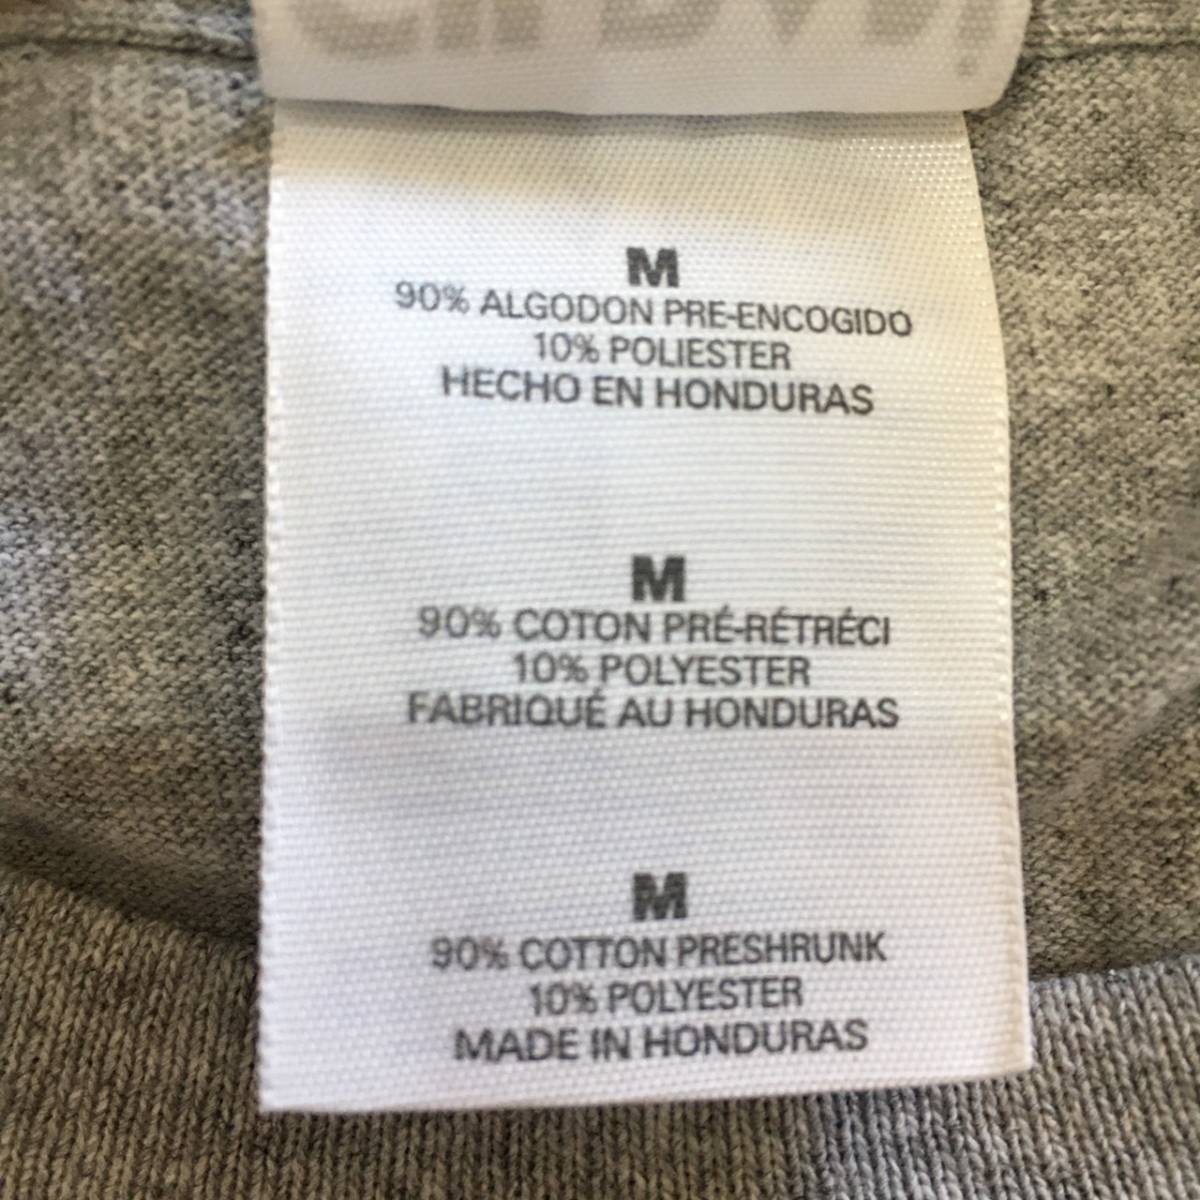 M
90% ALGODON PRE-ENCOGIDO
10% POLIESTER
HECHO EN HONDURAS
M
90% COTON PRÉ-RÉTRÉCI
10% POLYESTER
FABRIQUÉ AU HONDURAS
M
90% COTTON PRESHRUNK
10% POLYESTER
MADE IN HONDURAS